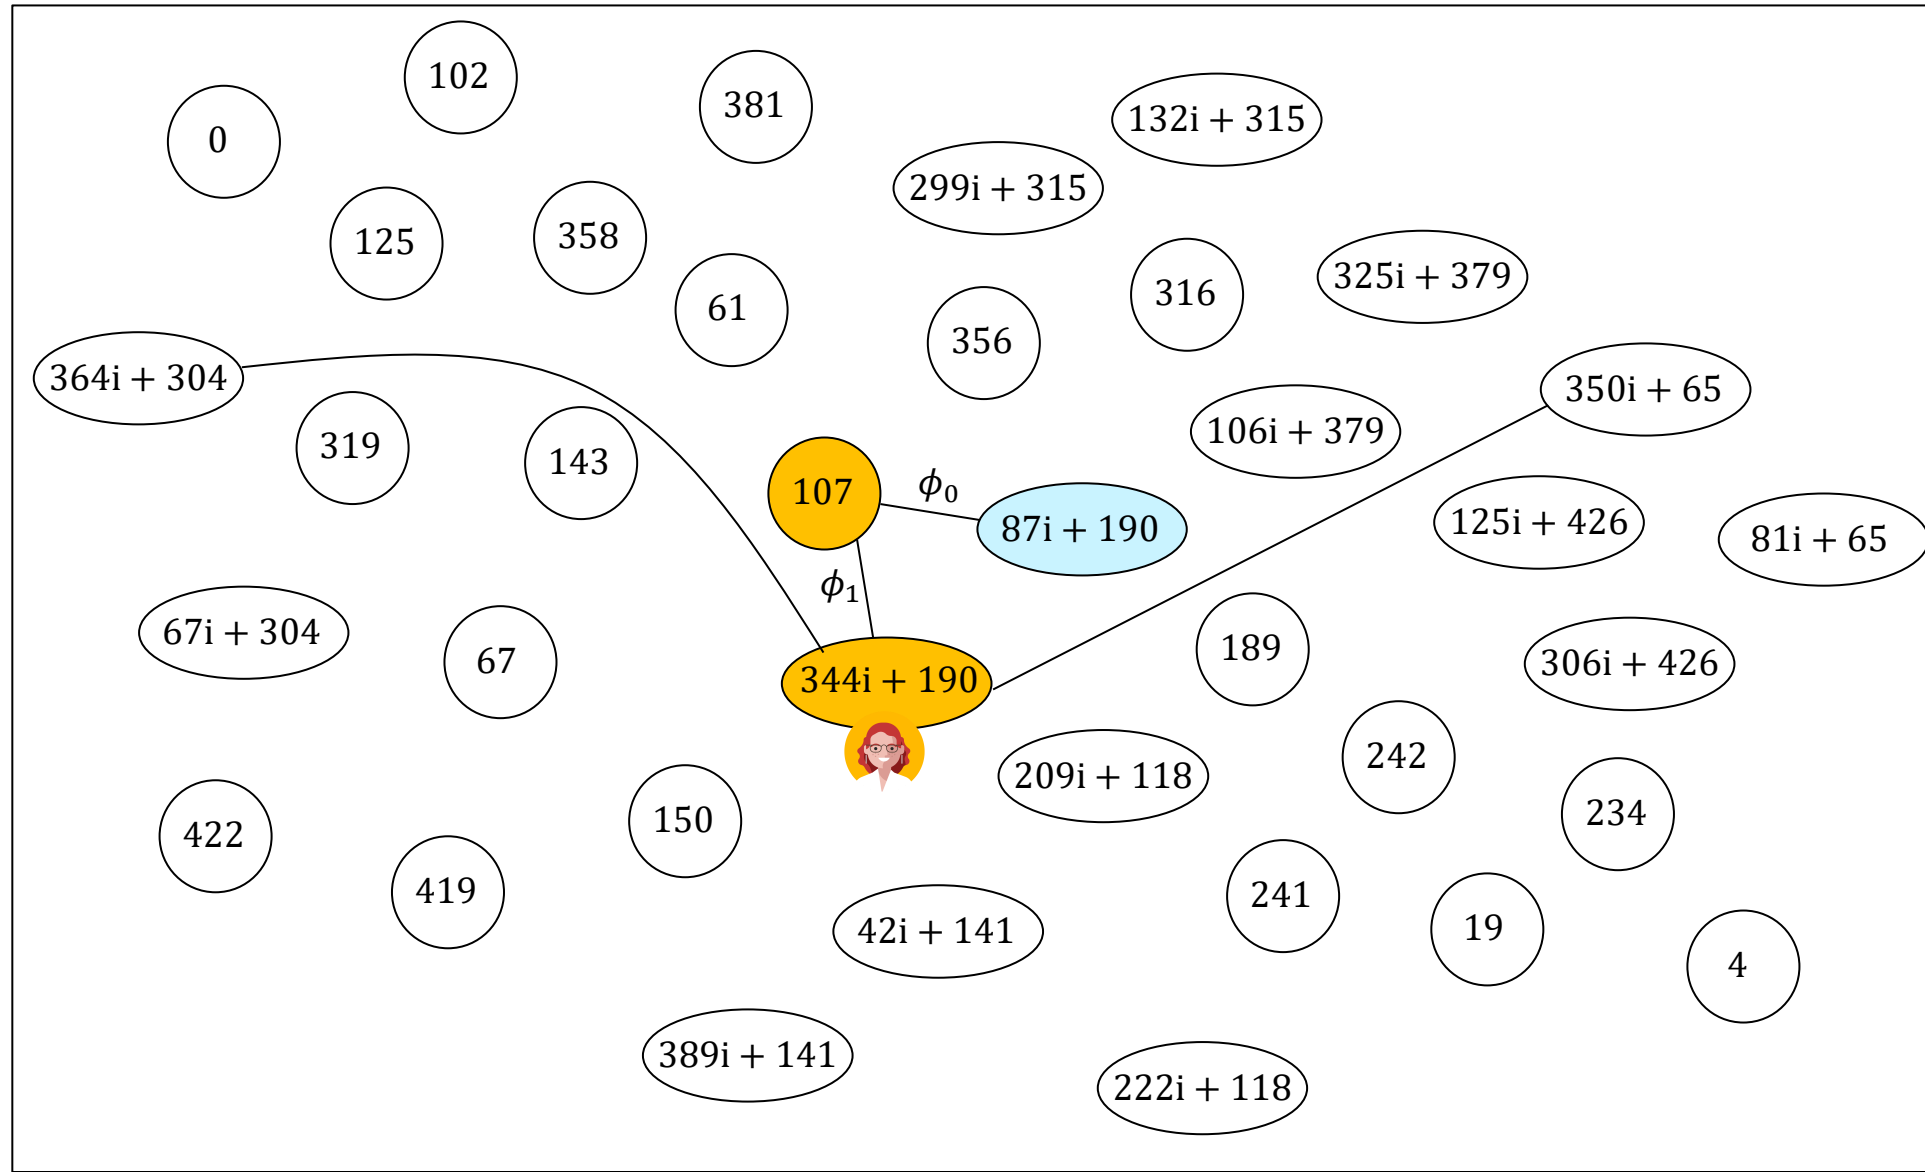 102
381
132i + 315
0
299i + 315
125
358
325i + 379
61
316
356
364i + 304
350i + 65
319
143
106i + 379
107
ϕ₀
87i + 190
125i + 426
81i + 65
ϕ₁
67i + 304
67
344i + 190
189
306i + 426
209i + 118
242
422
150
234
419
241
42i + 141
19
4
389i + 141
222i + 118